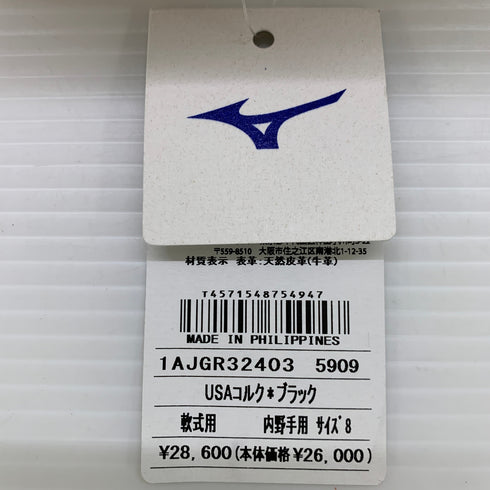 〒559-8510 大阪市住之江区南港北1-12-35
材質表示 表革:天然皮革(牛革)
T4571548754947
MADE IN PHILIPPINES
1AJGR32403 5909
USAコルク*ブラック
軟式用 内野手用 サイズ8
¥28,600(本体価格¥26,000)